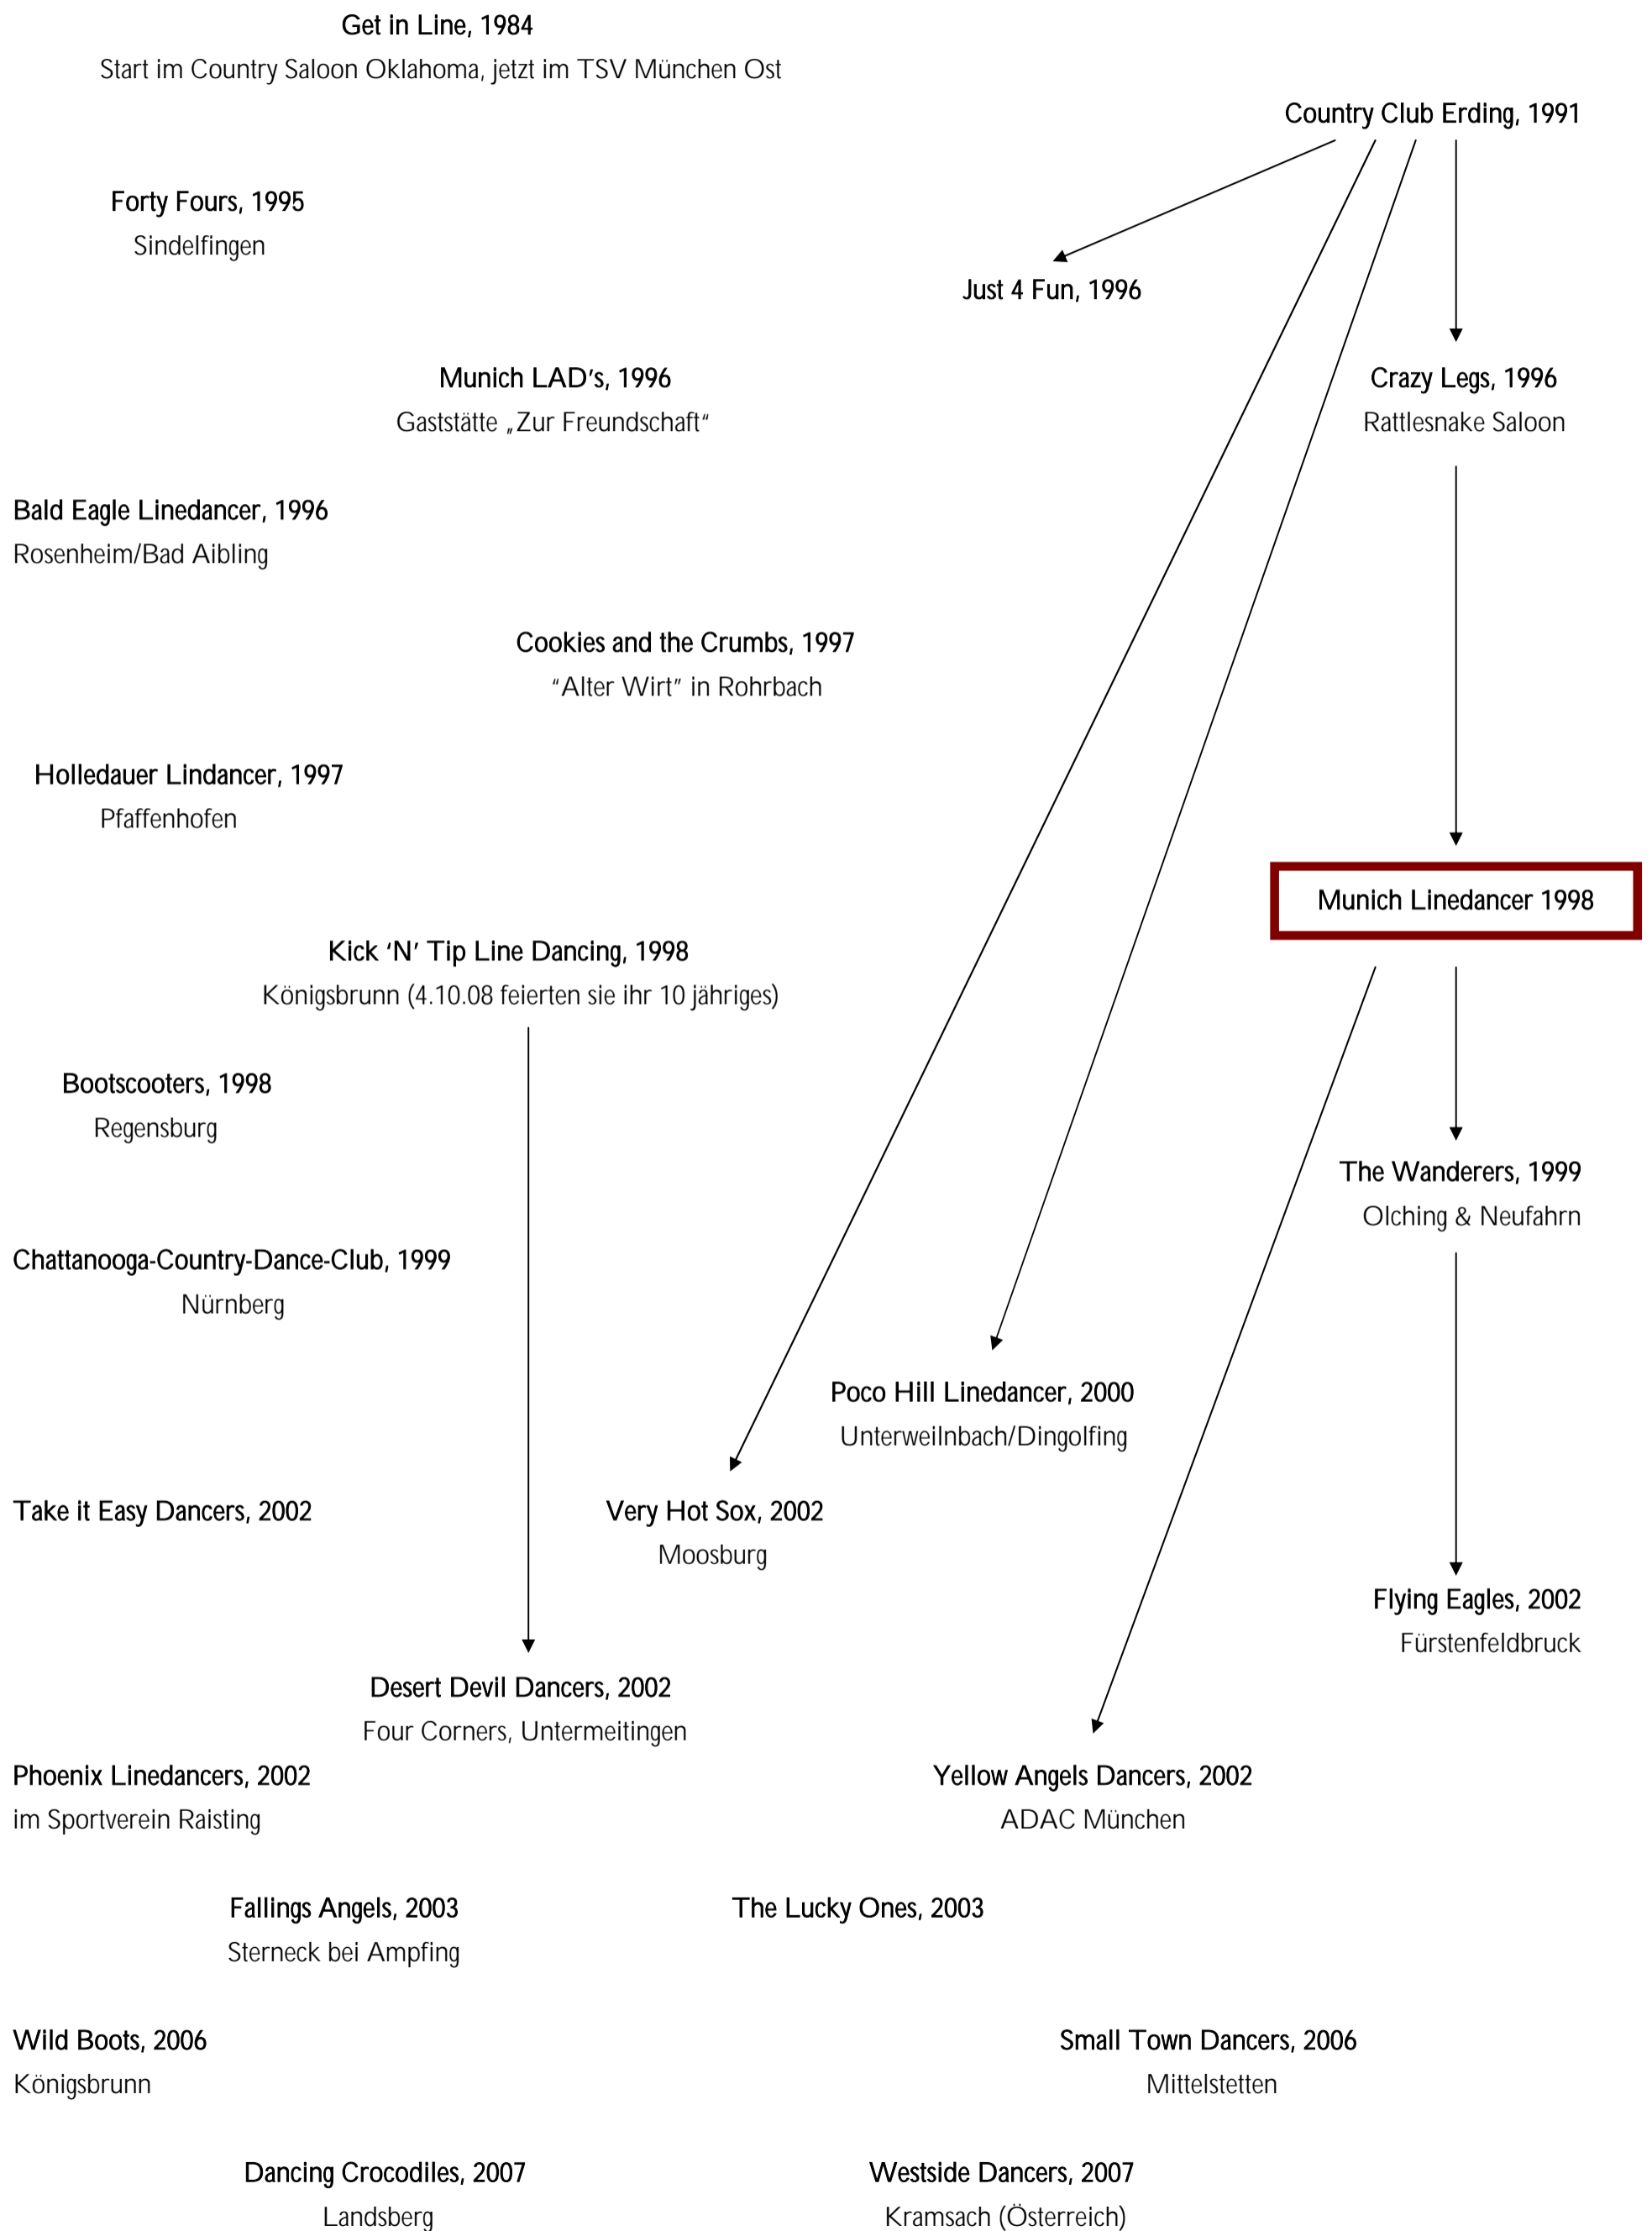 Get in Line, 1984
Start im Country Saloon Oklahoma, jetzt im TSV München Ost
Country Club Erding, 1991
Forty Fours, 1995
Sindelfingen
Just 4 Fun, 1996
Munich LAD’s, 1996
Gaststätte „Zur Freundschaft“
Crazy Legs, 1996
Rattlesnake Saloon
Bald Eagle Linedancer, 1996
Rosenheim/Bad Aibling
Cookies and the Crumbs, 1997
“Alter Wirt” in Rohrbach
Holledauer Lindancer, 1997
Pfaffenhofen
Munich Linedancer 1998
Kick ‘N’ Tip Line Dancing, 1998
Königsbrunn (4.10.08 feierten sie ihr 10 jähriges)
Bootscooters, 1998
Regensburg
The Wanderers, 1999
Olching & Neufahrn
Chattanooga-Country-Dance-Club, 1999
Nürnberg
Poco Hill Linedancer, 2000
Unterweilnbach/Dingolfing
Take it Easy Dancers, 2002
Very Hot Sox, 2002
Moosburg
Flying Eagles, 2002
Fürstenfeldbruck
Desert Devil Dancers, 2002
Four Corners, Untermeitingen
Phoenix Linedancers, 2002
im Sportverein Raisting
Yellow Angels Dancers, 2002
ADAC München
Fallings Angels, 2003
Sterneck bei Ampfing
The Lucky Ones, 2003
Wild Boots, 2006
Königsbrunn
Small Town Dancers, 2006
Mittelstetten
Dancing Crocodiles, 2007
Landsberg
Westside Dancers, 2007
Kramsach (Österreich)